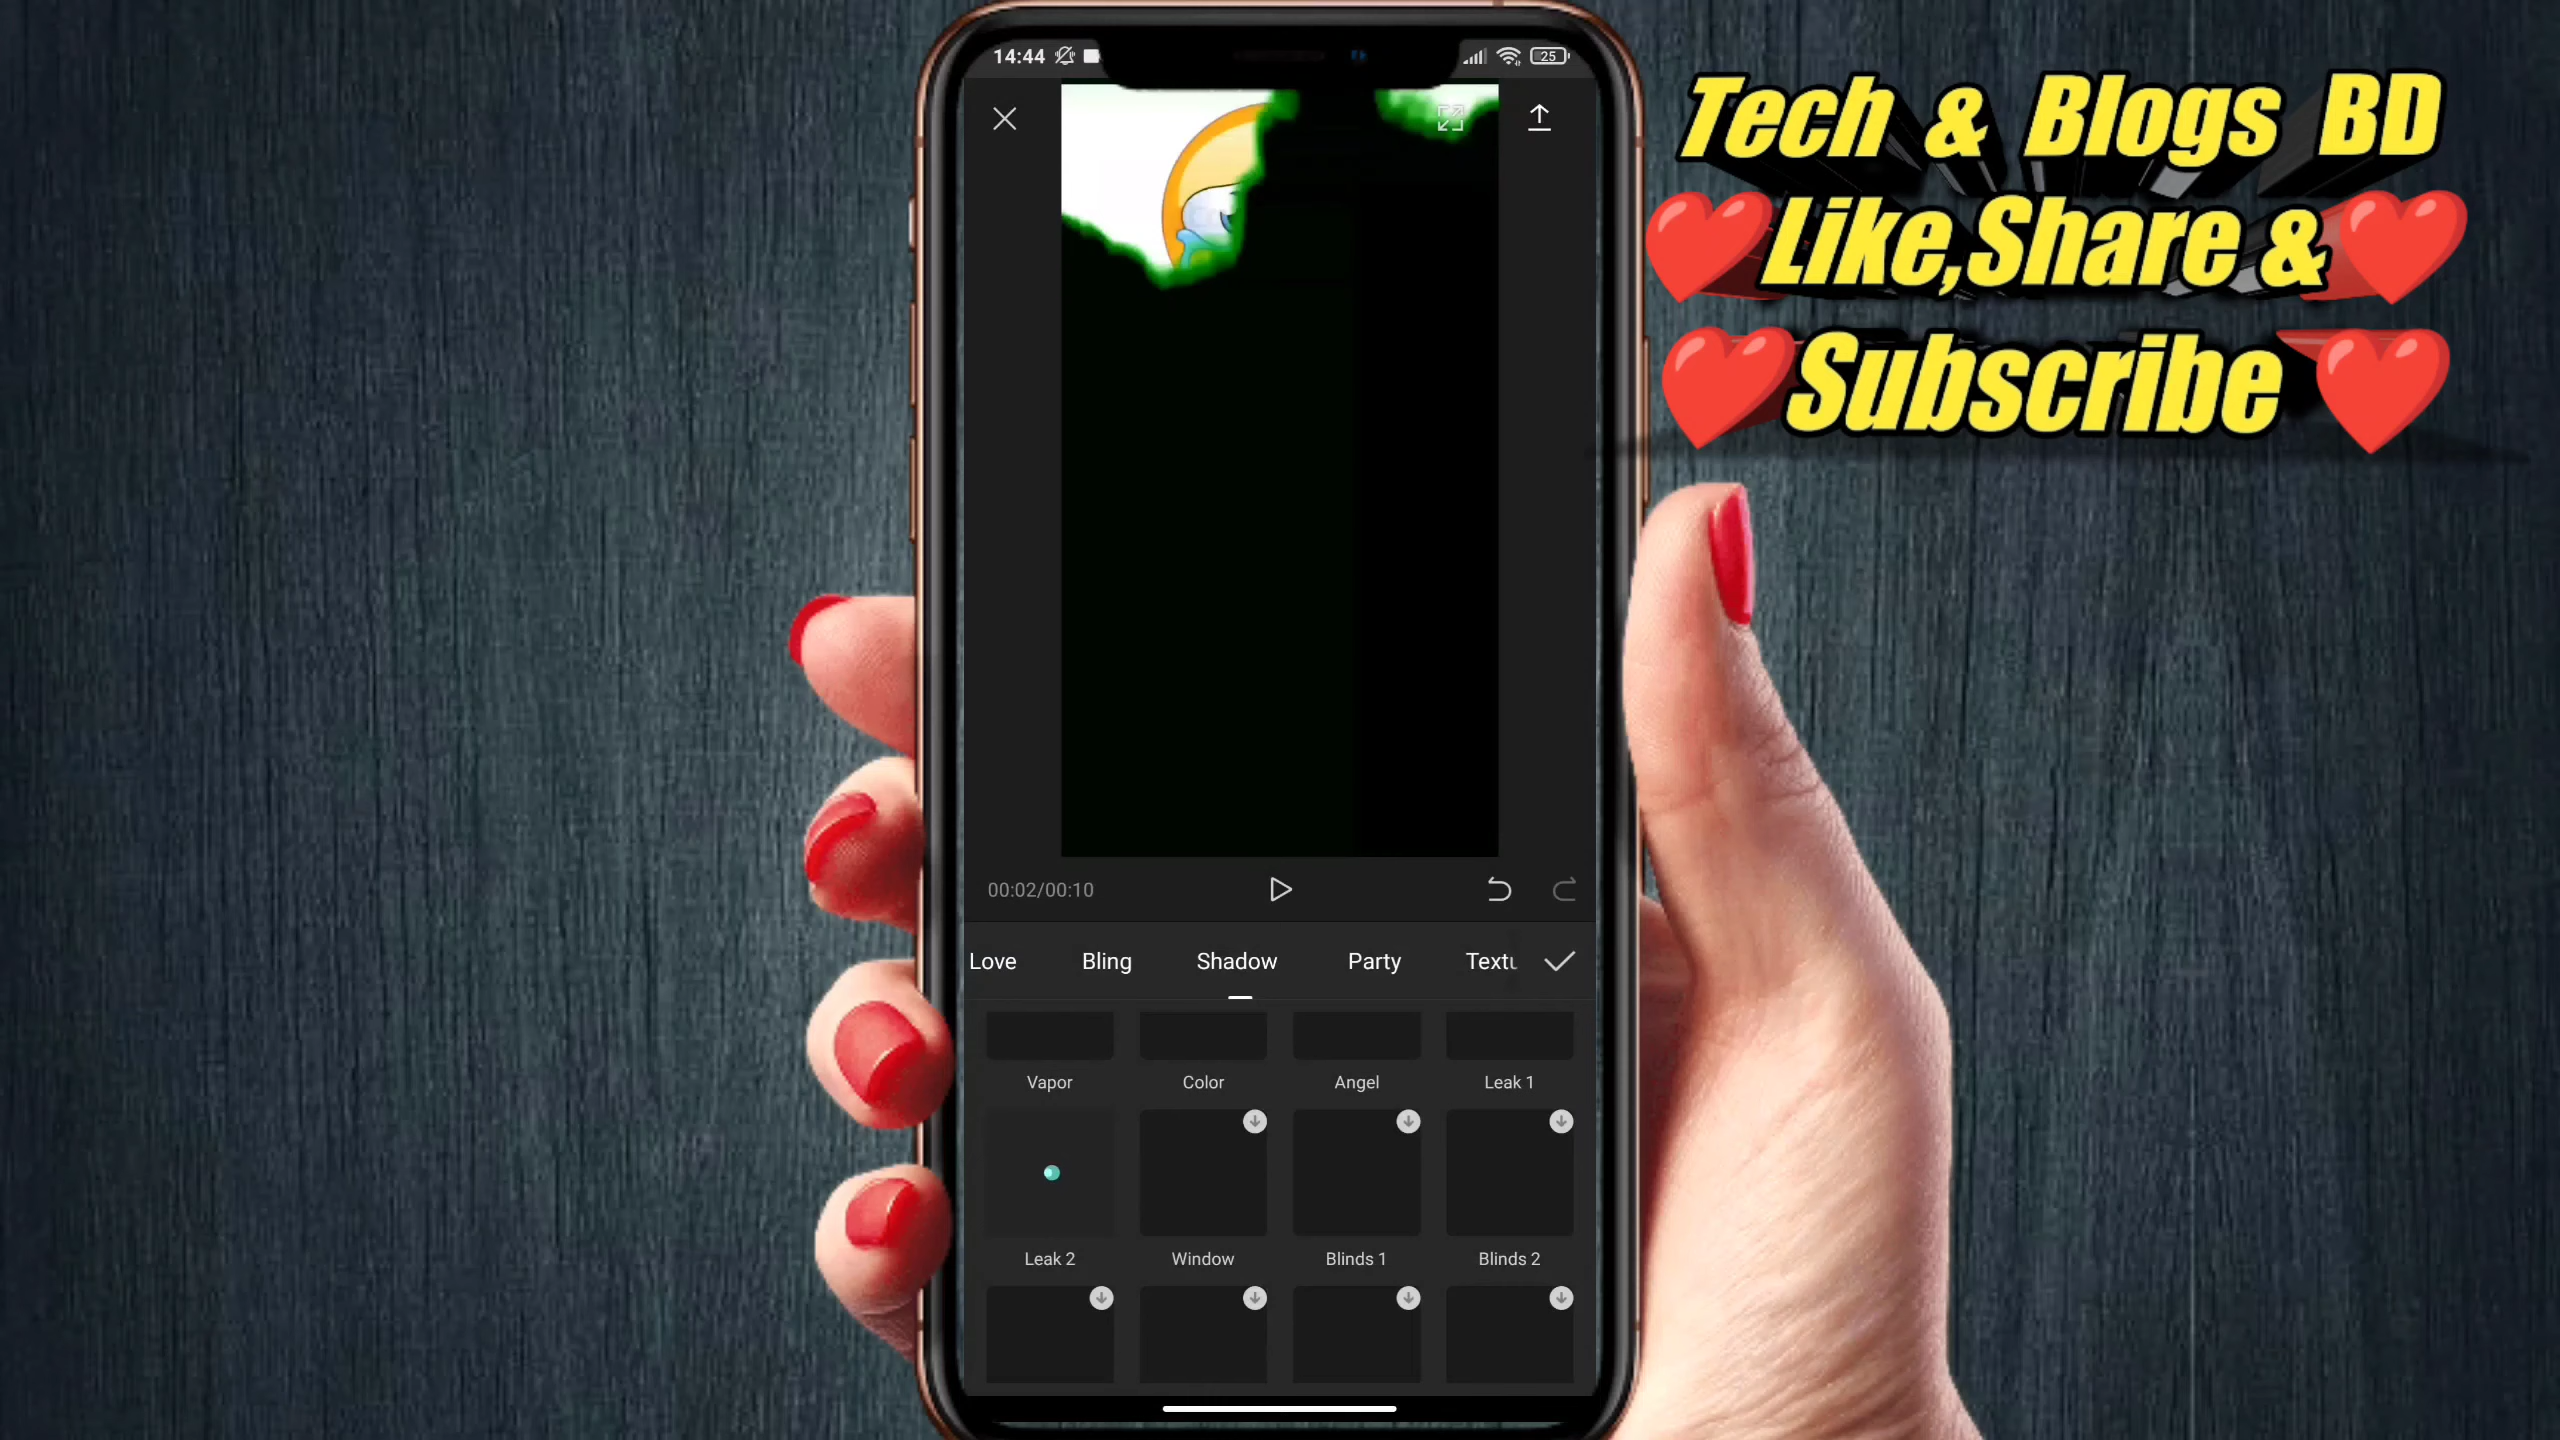 14:44
25
Tech & Blogs BD
Like,Share &
Subscribe
00:02/00:10
Love Bling Shadow Party Textu
Vapor Color Angel Leak 1
Leak 2 Window Blinds 1 Blinds 2